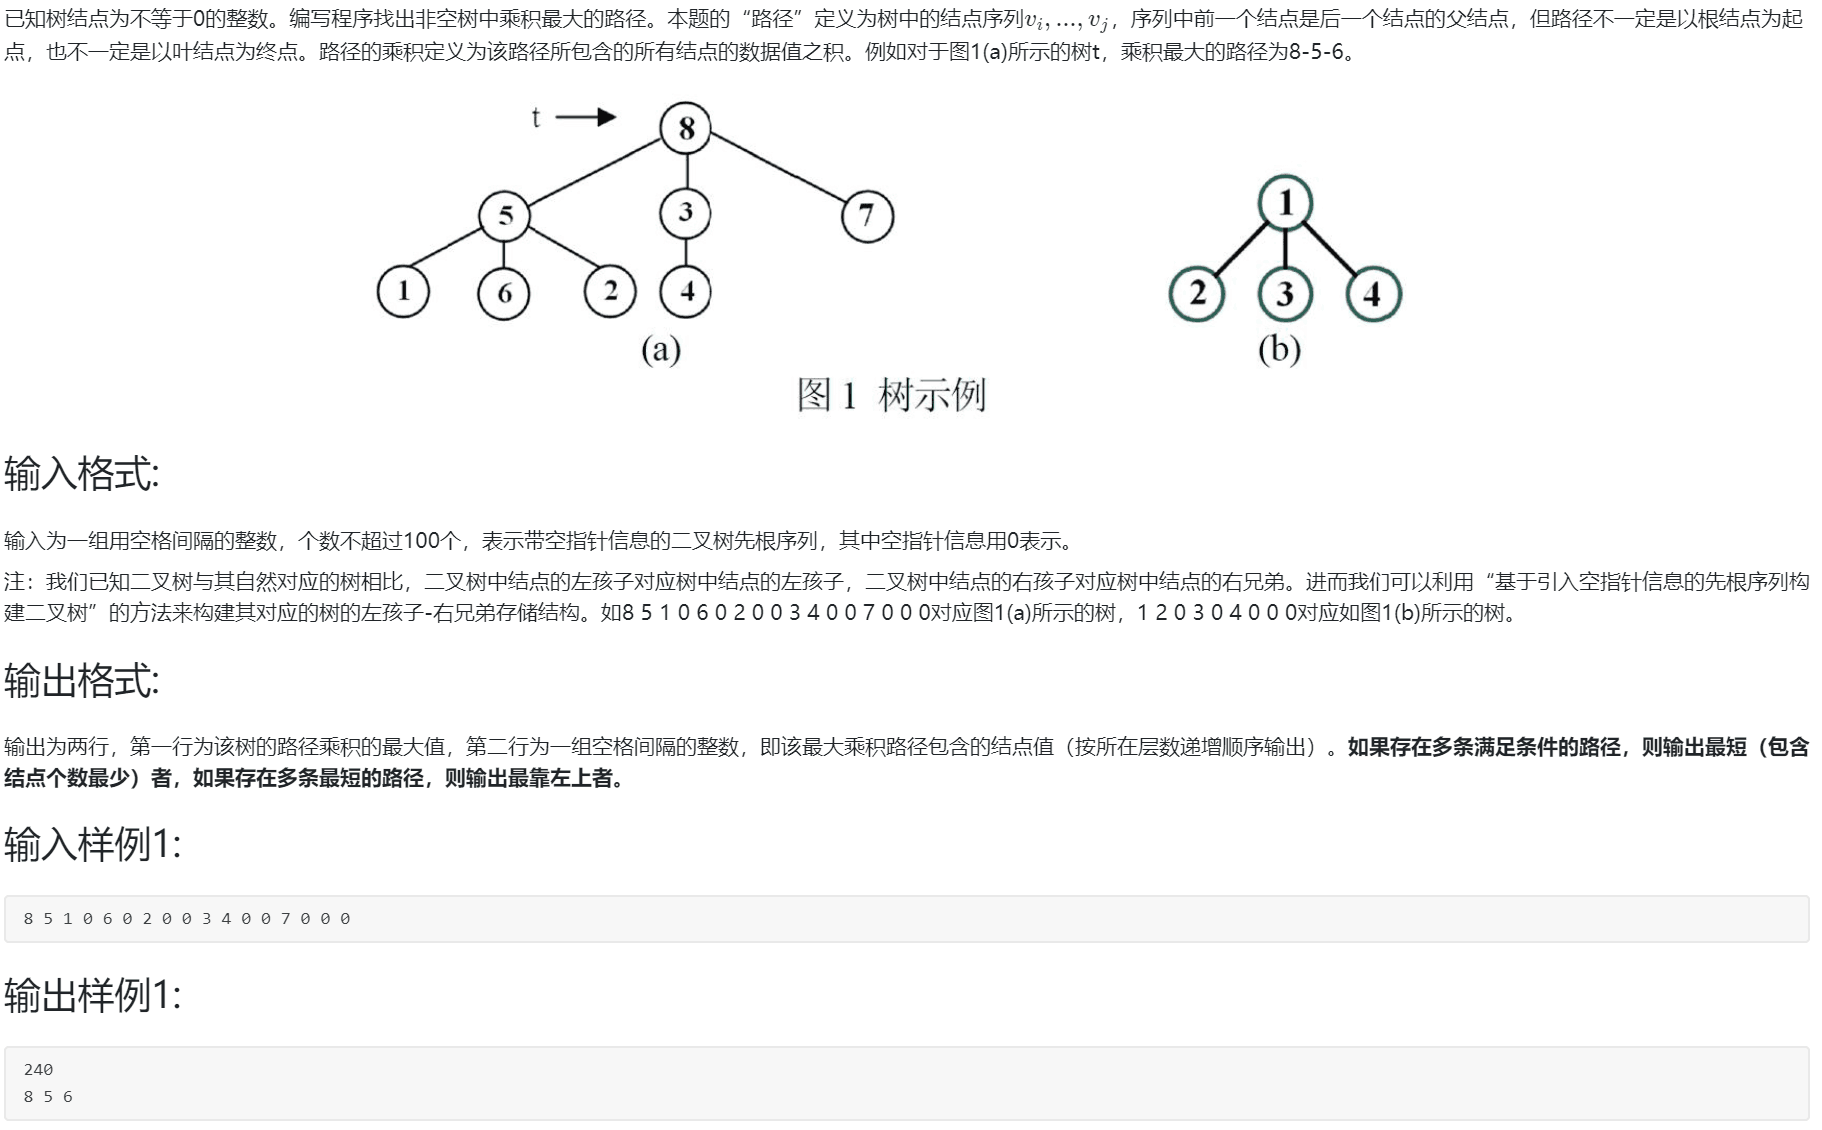 已知树结点为不等于0的整数。编写程序找出非空树中乘积最大的路径。本题的“路径”定义为树中的结点序列v_i, ..., v_j，序列中前一个结点是后一个结点的父结点，但路径不一定是以根结点为起
点，也不一定是以叶结点为终点。路径的乘积定义为该路径所包含的所有结点的数据值之积。例如对于图1(a)所示的树t，乘积最大的路径为8-5-6。
t
8
5
3
7
1
6
2
4
(a)
1
2
3
4
(b)
图 1 树示例
输入格式:
输入为一组用空格间隔的整数，个数不超过100个，表示带空指针信息的二叉树先根序列，其中空指针信息用0表示。
注：我们已知二叉树与其自然对应的树相比，二叉树中结点的左孩子对应树中结点的左孩子，二叉树中结点的右孩子对应树中结点的右兄弟。进而我们可以利用“基于引入空指针信息的先根序列构
建二叉树”的方法来构建其对应的树的左孩子-右兄弟存储结构。如8 5 1 0 6 0 2 0 0 3 4 0 0 7 0 0 0对应图1(a)所示的树，1 2 0 3 0 4 0 0 0对应如图1(b)所示的树。
输出格式:
输出为两行，第一行为该树的路径乘积的最大值，第二行为一组空格间隔的整数，即该最大乘积路径包含的结点值（按所在层数递增顺序输出）。如果存在多条满足条件的路径，则输出最短（包含
结点个数最少）者，如果存在多条最短的路径，则输出最靠左上者。
输入样例1:
8 5 1 0 6 0 2 0 0 3 4 0 0 7 0 0 0
输出样例1:
240
8 5 6